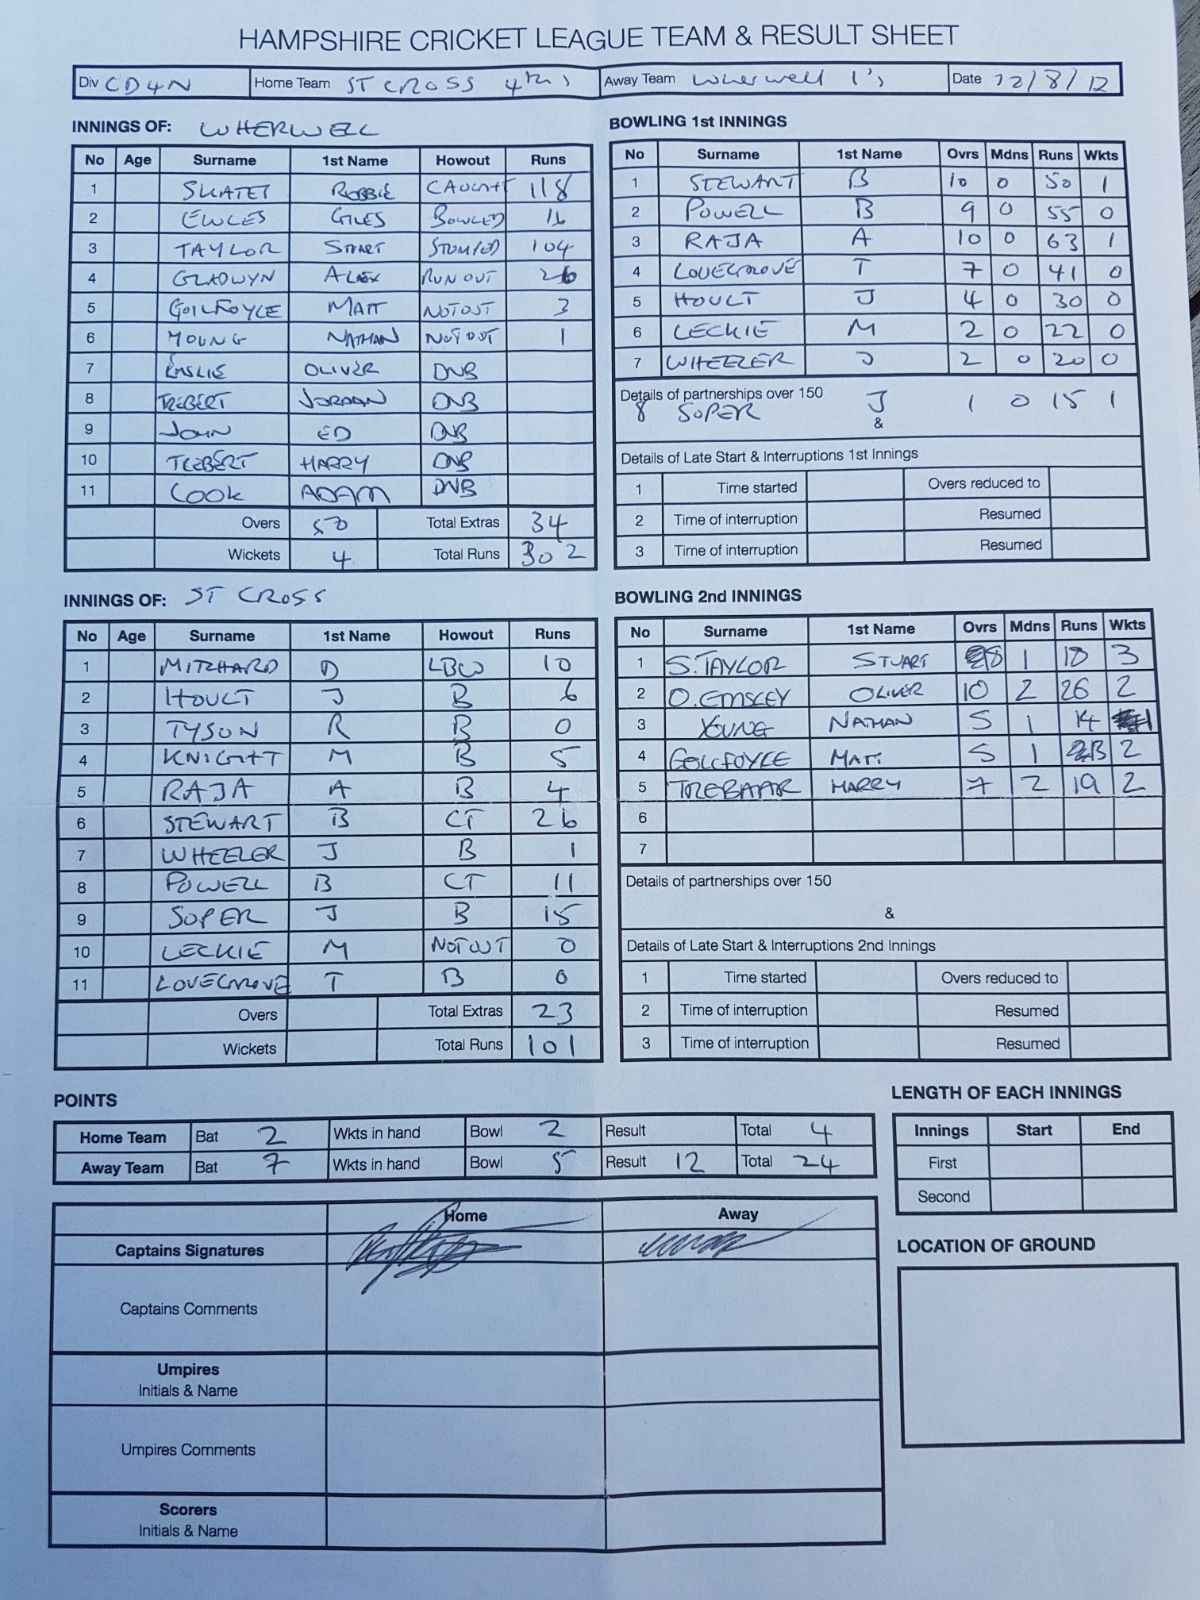 HAMPSHIRE CRICKET LEAGUE TEAM & RESULT SHEET
Div CD4N Home Team ST CROSS 4ths Away Team Wherwell 1's Date 12/8/12
INNINGS OF: WHERWELL
No Age Surname 1st Name Howout Runs
1 ROBBIE CAUGHT 118
2 EWLES GILES BOWLED 16
3 TAYLOR STUART STUMPED 104
4 GLADWYN ALEX RUN OUT 26
5 GOILFOYLE MATT NOTOUT 3
6 YOUNG NATHAN NOTOUT 1
7 OLIVER DNB
8 TREBERT JORDAN DNB
9 JOHN ED DNB
10 TREBERT HARRY DNB
11 COOK ADAM DNB
Overs 50 Total Extras 34
Wickets 4 Total Runs 302
BOWLING 1st INNINGS
No Surname 1st Name Ovrs Mdns Runs Wkts
1 STEWART B 10 0 50 1
2 POWELL B 9 0 55 0
3 RAJA A 10 0 63 1
4 LOVEGROVE T 7 0 41 0
5 HOULT J 4 0 30 0
6 LECKIE M 2 0 22 0
7 WHEELER J 2 0 20 0
Details of partnerships over 150
8 SOPER J 1 0 15 1
&
Details of Late Start & Interruptions 1st Innings
1 Time started Overs reduced to
2 Time of interruption Resumed
3 Time of interruption Resumed
INNINGS OF: ST CROSS
No Age Surname 1st Name Howout Runs
1 MITCHARD D LBW 10
2 HOULT J B 6
3 TYSON R B 0
4 KNIGHT M B 5
5 RAJA A B 4
6 STEWART B CT 26
7 WHEELER J B 1
8 POWELL B CT 11
9 SOPER J B 15
10 LECKIE M NOTOUT 0
11 LOVEGROVE T B 0
Overs Total Extras 23
Wickets Total Runs 101
BOWLING 2nd INNINGS
No Surname 1st Name Ovrs Mdns Runs Wkts
1 S. TAYLOR STUART 8 1 18 3
2 O. EMSLEY OLIVER 10 2 26 2
3 YOUNG NATHAN 5 1 14 1
4 GOILFOYLE MATT 5 1 23 2
5 TREBAAR HARRY 7 2 19 2
6
7
Details of partnerships over 150
&
Details of Late Start & Interruptions 2nd Innings
1 Time started Overs reduced to
2 Time of interruption Resumed
3 Time of interruption Resumed
POINTS
Home Team Bat 2 Wkts in hand Bowl 2 Result Total 4
Away Team Bat 7 Wkts in hand Bowl 5 Result 12 Total 24
LENGTH OF EACH INNINGS
Innings Start End
First
Second
Home Away
Captains Signatures
Captains Comments
Umpires
Initials & Name
Umpires Comments
Scorers
Initials & Name
LOCATION OF GROUND